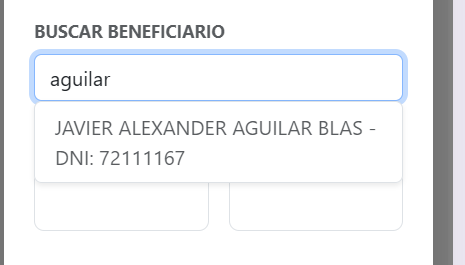 BUSCAR BENEFICIARIO
aguilar
JAVIER ALEXANDER AGUILAR BLAS -
DNI: 72111167